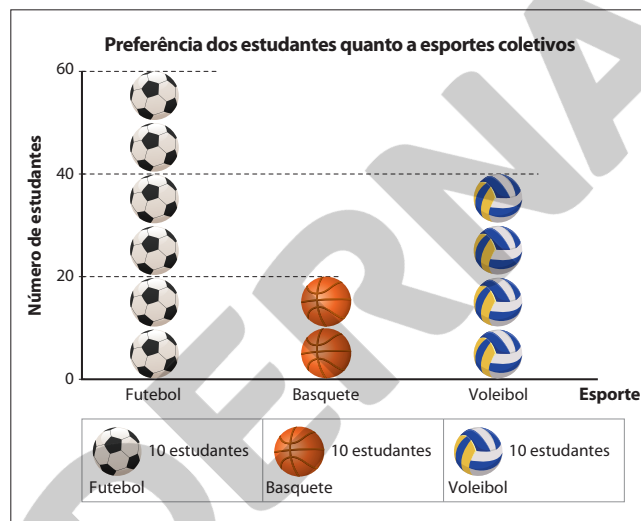 Preferência dos estudantes quanto a esportes coletivos
Número de estudantes
60
40
20
0
Futebol Basquete Voleibol Esporte
10 estudantes 10 estudantes 10 estudantes
Futebol Basquete Voleibol
DERNA